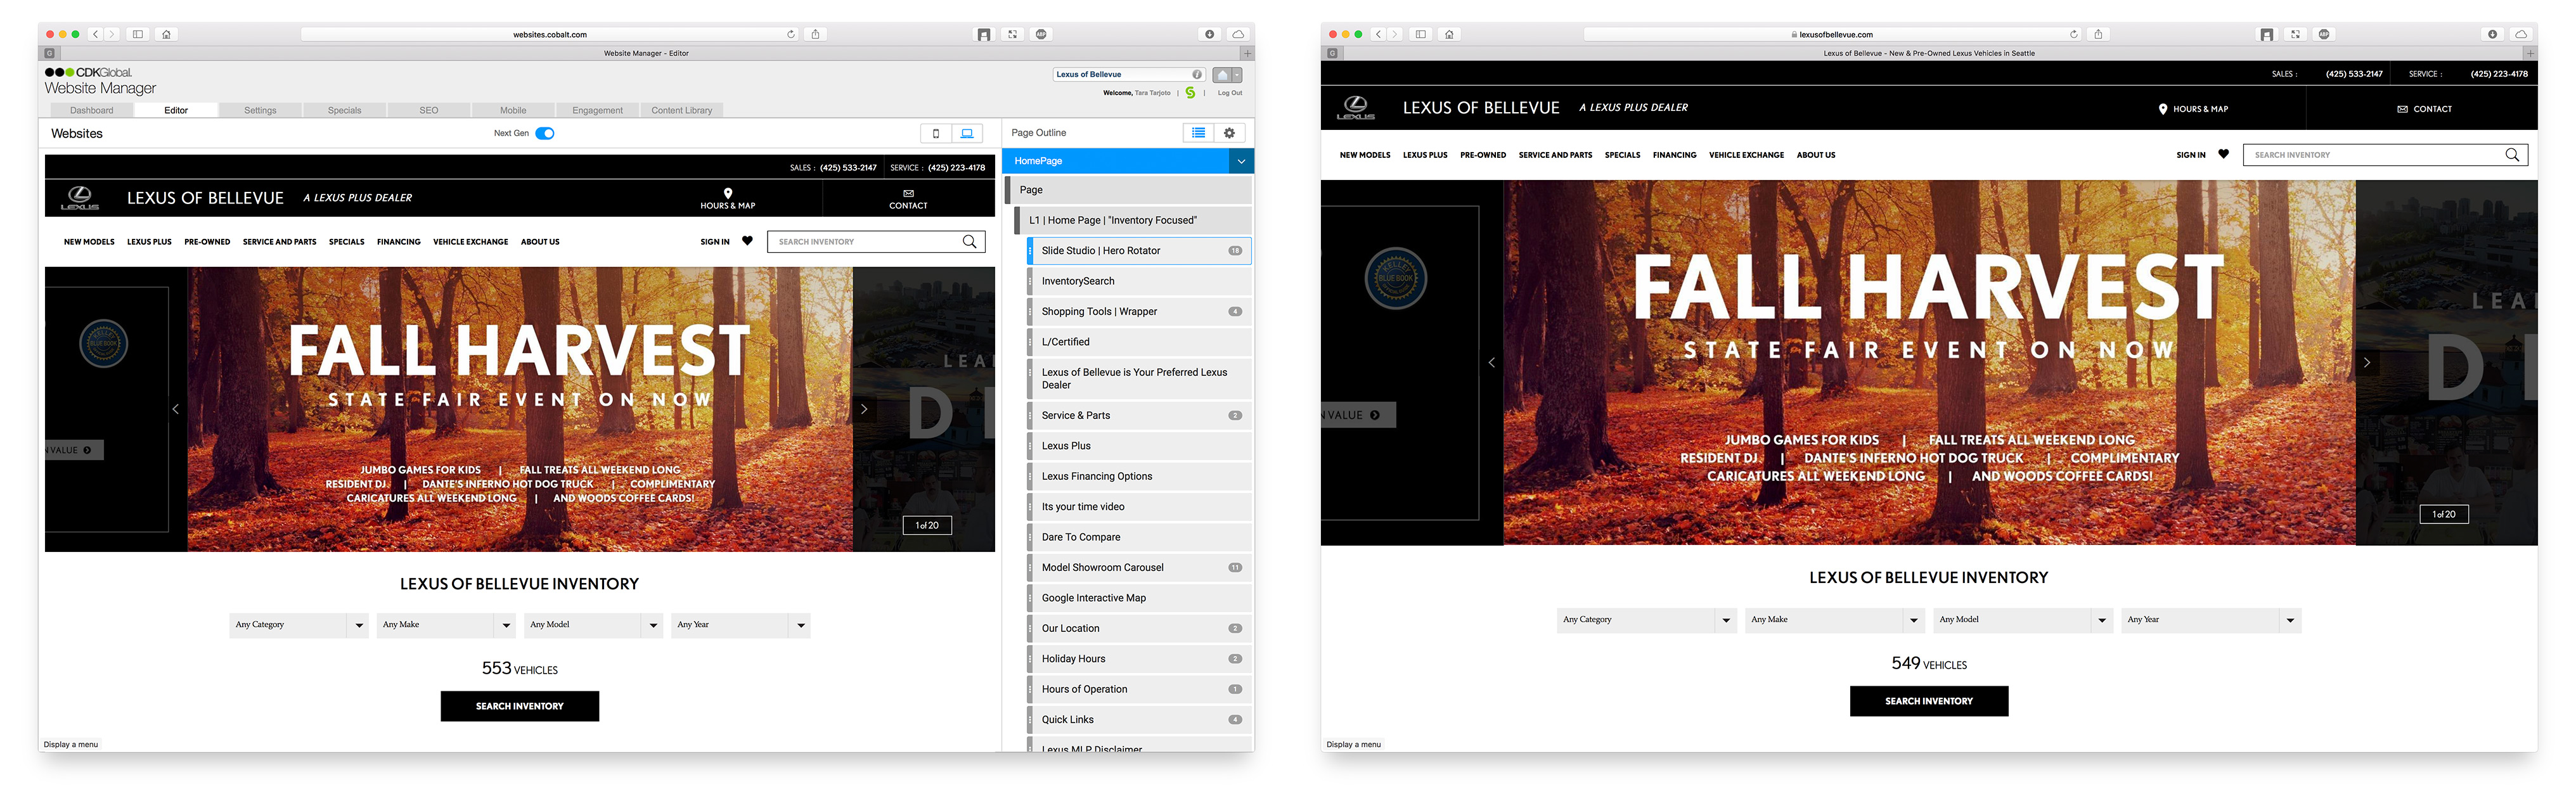 websites.cobalt.com
G
Website Manager - Editor
CDKGlobal.
Website Manager
Lexus of Bellevue
Welcome, Tara Tarjoto | S | Log Out
Dashboard Editor Settings Specials SEO Mobile Engagement Content Library
Websites
Next Gen
Page Outline
SALES : (425) 533-2147 SERVICE : (425) 223-4178
LEXUS
LEXUS OF BELLEVUE A LEXUS PLUS DEALER
HOURS & MAP
CONTACT
NEW MODELS LEXUS PLUS PRE-OWNED SERVICE AND PARTS SPECIALS FINANCING VEHICLE EXCHANGE ABOUT US
SIGN IN
SEARCH INVENTORY
KELLEY
BLUE BOOK
N VALUE
FALL HARVEST
STATE FAIR EVENT ON NOW
JUMBO GAMES FOR KIDS | FALL TREATS ALL WEEKEND LONG
RESIDENT DJ | DANTE'S INFERNO HOT DOG TRUCK | COMPLIMENTARY
CARICATURES ALL WEEKEND LONG | AND WOODS COFFEE CARDS!
LEA
D
1 of 20
LEXUS OF BELLEVUE INVENTORY
Any Category Any Make Any Model Any Year
553 VEHICLES
SEARCH INVENTORY
Display a menu
HomePage
Page
L1 | Home Page | "Inventory Focused"
Slide Studio | Hero Rotator 18
InventorySearch
Shopping Tools | Wrapper 4
L/Certified
Lexus of Bellevue is Your Preferred Lexus
Dealer
Service & Parts 2
Lexus Plus
Lexus Financing Options
Its your time video
Dare To Compare
Model Showroom Carousel 11
Google Interactive Map
Our Location 2
Holiday Hours 2
Hours of Operation 1
Quick Links 4
Lexus MLP Disclaimer
lexusofbellevue.com
G
Lexus of Bellevue - New & Pre-Owned Lexus Vehicles in Seattle
SALES : (425) 533-2147 SERVICE : (425) 223-4178
LEXUS
LEXUS OF BELLEVUE A LEXUS PLUS DEALER
HOURS & MAP
CONTACT
NEW MODELS LEXUS PLUS PRE-OWNED SERVICE AND PARTS SPECIALS FINANCING VEHICLE EXCHANGE ABOUT US
SIGN IN
SEARCH INVENTORY
KELLEY
BLUE BOOK
N VALUE
FALL HARVEST
STATE FAIR EVENT ON NOW
JUMBO GAMES FOR KIDS | FALL TREATS ALL WEEKEND LONG
RESIDENT DJ | DANTE'S INFERNO HOT DOG TRUCK | COMPLIMENTARY
CARICATURES ALL WEEKEND LONG | AND WOODS COFFEE CARDS!
LEA
D
1 of 20
LEXUS OF BELLEVUE INVENTORY
Any Category Any Make Any Model Any Year
549 VEHICLES
SEARCH INVENTORY
Display a menu